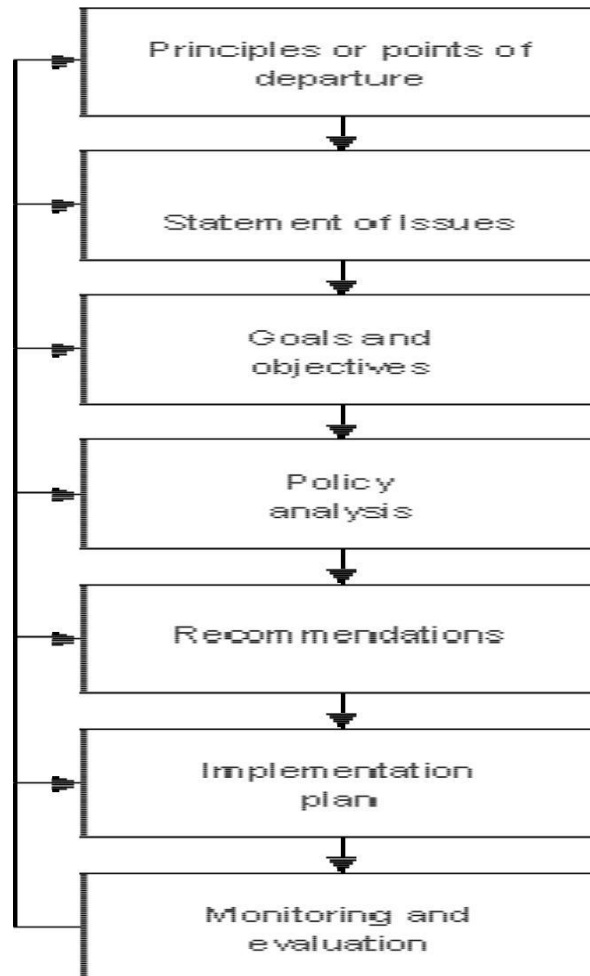 Principles or points of
departure
Statement of Issues
Goals and
objectives
Policy
analysis
Recommendations
Implementation
plan
Monitoring and
evaluation